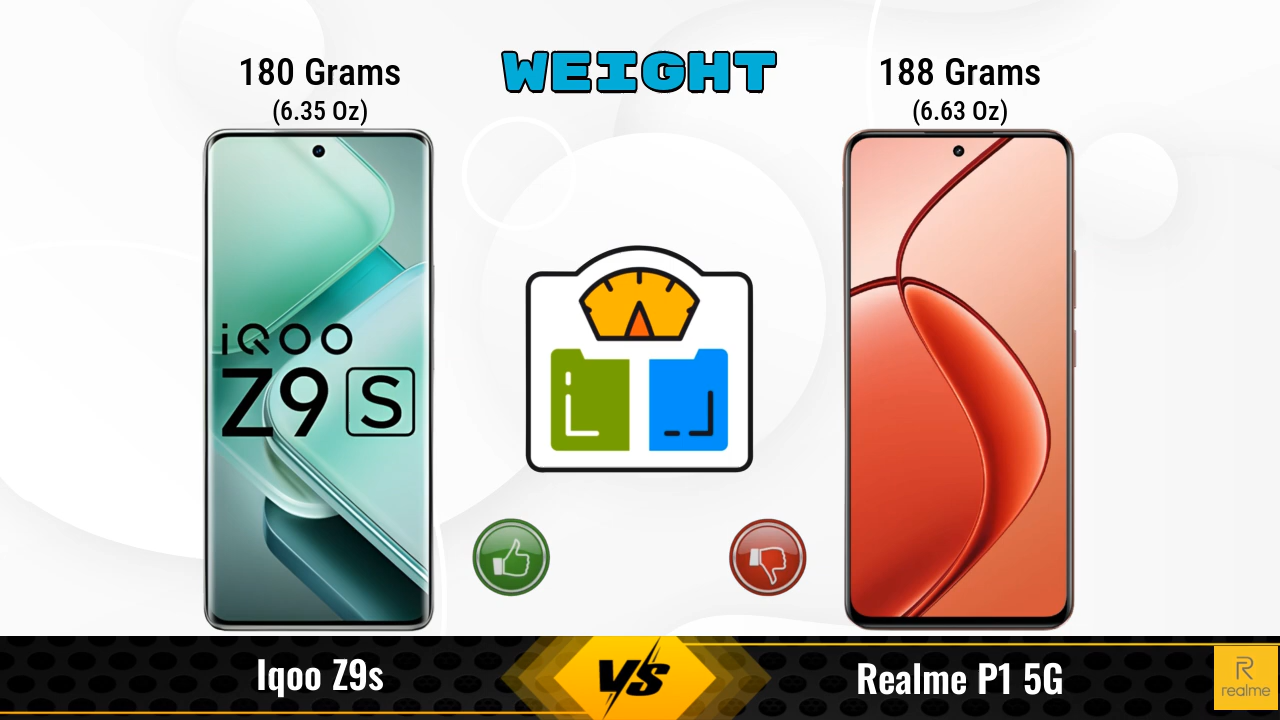 WEIGHT
180 Grams
(6.35 Oz)
188 Grams
(6.63 Oz)
iQOO
Z9 S
Iqoo Z9s
VS
Realme P1 5G
R
realme